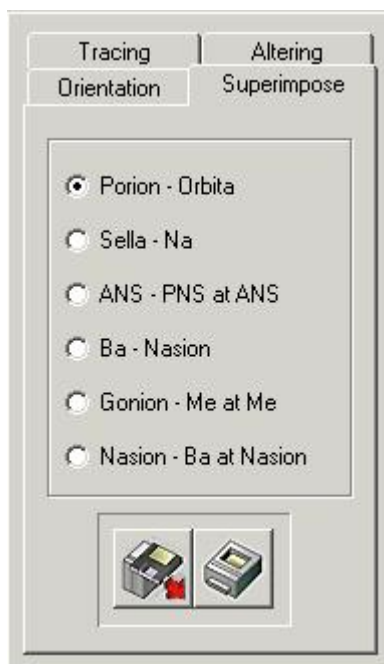 Tracing
Altering
Orientation
Superimpose
Porion - Orbita
Sella - Na
ANS - PNS at ANS
Ba - Nasion
Gonion - Me at Me
Nasion - Ba at Nasion